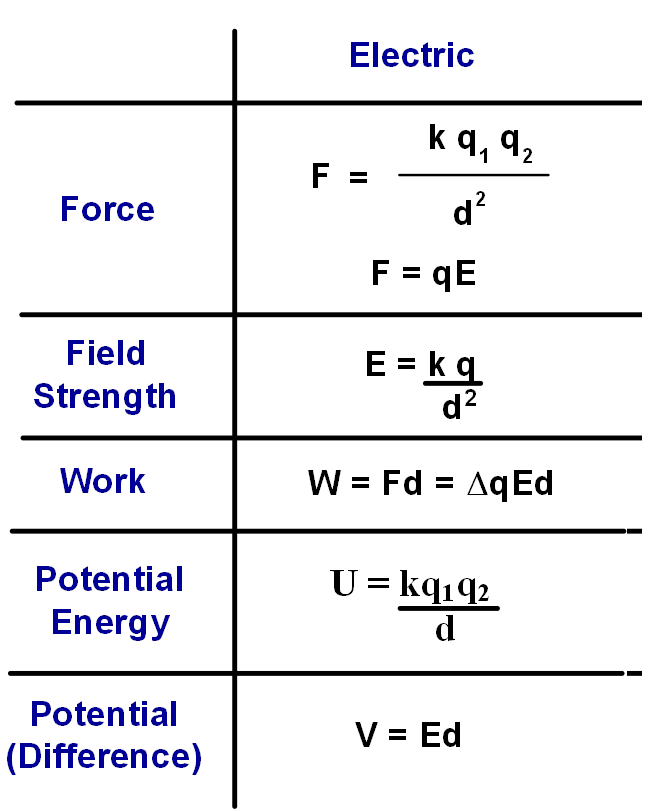 Electric
Force
F = k q₁ q₂
d²
F = qE
Field
Strength
E = k q
d²
Work
W = Fd = ΔqEd
Potential
Energy
U = kq₁q₂
d
Potential
(Difference)
V = Ed